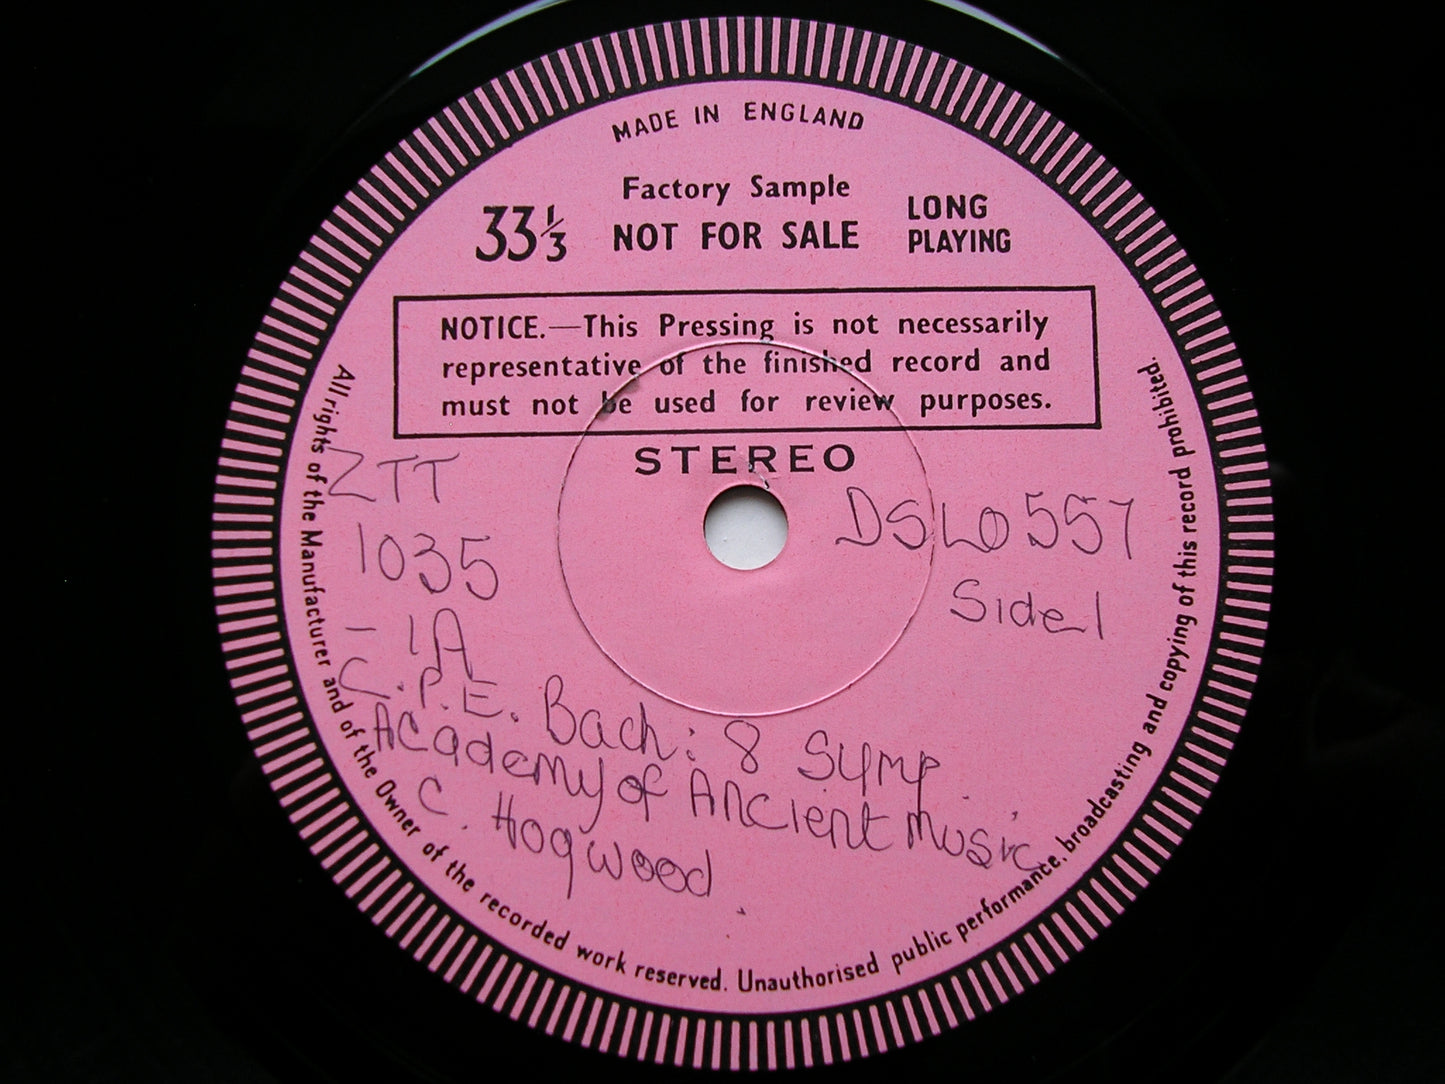 MADE IN ENGLAND
Factory Sample
33 1/3
NOT FOR SALE
LONG
PLAYING
NOTICE.—This Pressing is not necessarily
representative of the finished record and
must not be used for review purposes.
STEREO
ZTT
1035
- 1A
DSLO 557
Side 1
C.P.E. Bach: 8 Symp
Academy of Ancient Music
C. Hogwood.
All rights of the Manufacturer and of the Owner of the recorded work reserved. Unauthorised public performance, broadcasting and copying of this record prohibited.